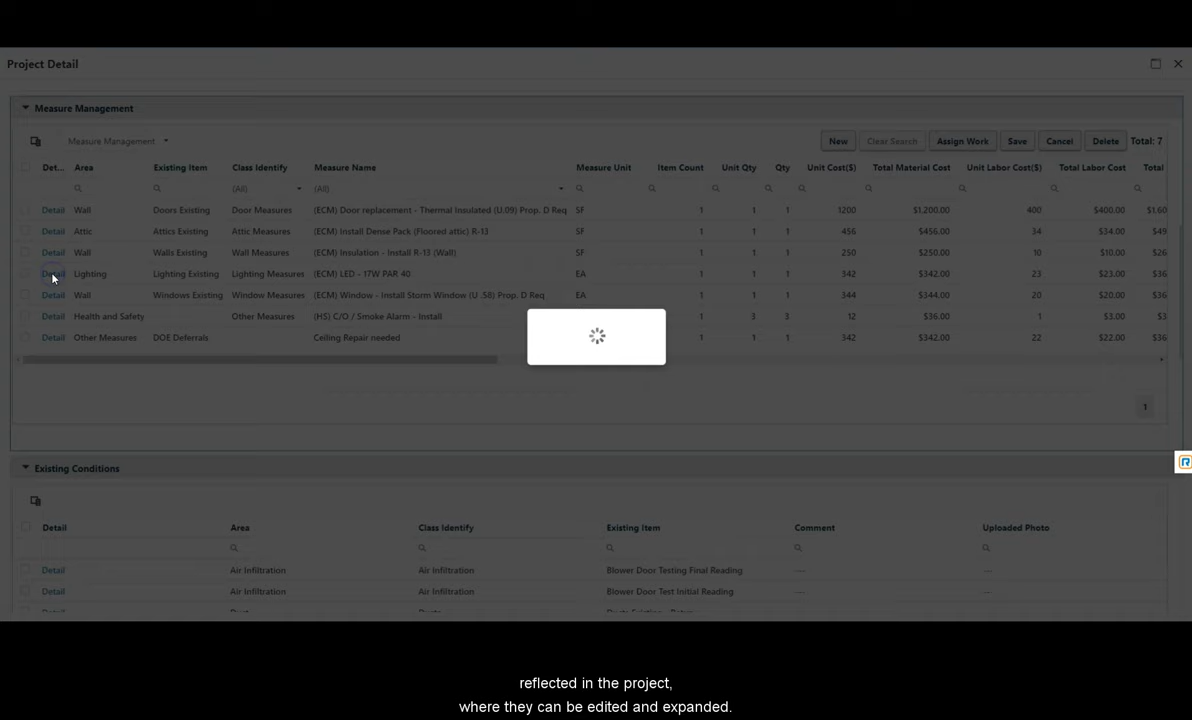 Project Detail
Measure Management
Measure Management
New Clear Search Assign Work Save Cancel Delete Total: 7
Det... Area Existing Item Class Identify Measure Name Measure Unit Item Count Unit Qty Qty Unit Cost($) Total Material Cost Unit Labor Cost($) Total Labor Cost Total
(All) (All)
Detail Wall Doors Existing Door Measures (ECM) Door replacement - Thermal Insulated (U.09) Prop. D Req SF 1 1 1 1200 $1,200.00 400 $400.00 $1,60
Detail Attic Attics Existing Attic Measures (ECM) Install Dense Pack (Floored attic) R-13 SF 1 1 1 456 $456.00 34 $34.00 $49
Detail Wall Walls Existing Wall Measures (ECM) Insulation - Install R-13 (Wall) SF 1 1 1 250 $250.00 10 $10.00 $26
Detail Lighting Lighting Existing Lighting Measures (ECM) LED - 17W PAR 40 EA 1 1 1 342 $342.00 23 $23.00 $36
Detail Wall Windows Existing Window Measures (ECM) Window - Install Storm Window (U .58) Prop. D Req EA 1 1 1 344 $344.00 20 $20.00 $36
Detail Health and Safety Other Measures (HS) C/O / Smoke Alarm - Install 1 3 3 12 $36.00 1 $3.00 $3
Detail Other Measures DOE Deferrals Ceiling Repair needed 1 1 1 342 $342.00 22 $22.00 $36
1
Existing Conditions
Detail Area Class Identify Existing Item Comment Uploaded Photo
Detail Air Infiltration Air Infiltration Blower Door Testing Final Reading --- ---
Detail Air Infiltration Air Infiltration Blower Door Test Initial Reading --- ---
reflected in the project,
where they can be edited and expanded.